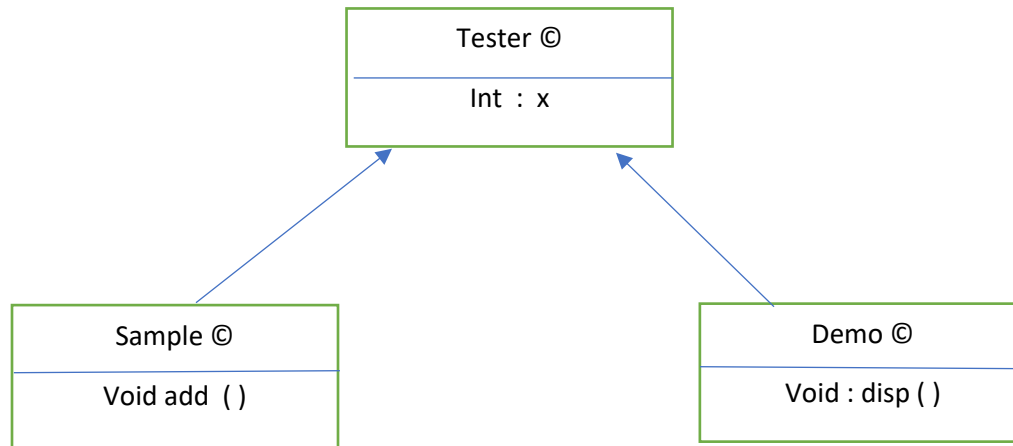 Tester ©
Int : x
Sample ©
Void add ( )
Demo ©
Void : disp ( )